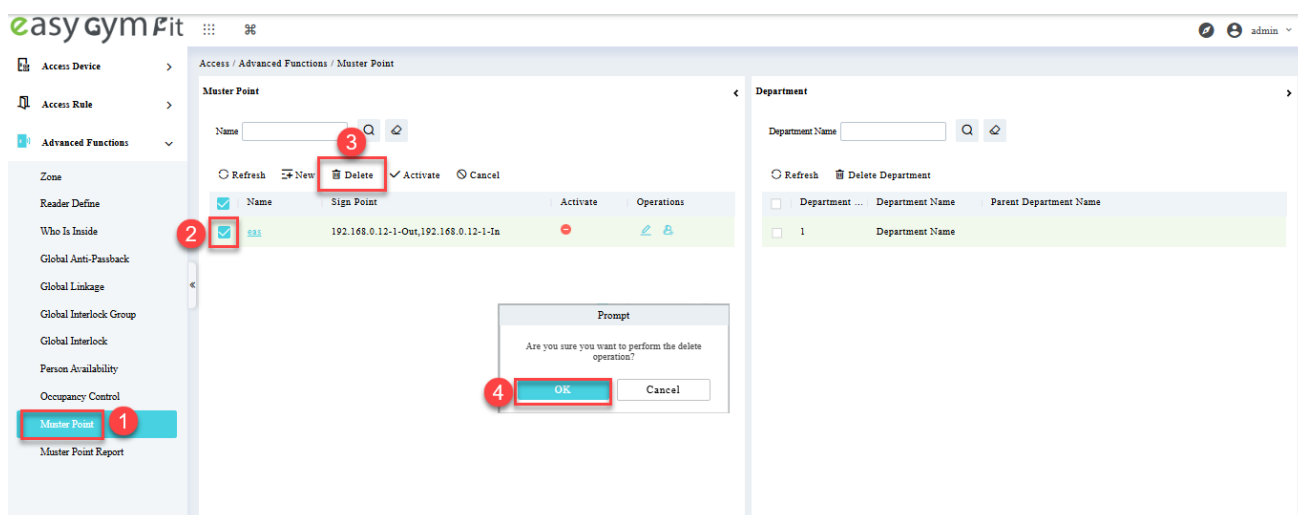 easy Gym Fit
admin
Access Device
Access Rule
Advanced Functions
Zone
Reader Define
Who Is Inside
Global Anti-Passback
Global Linkage
Global Interlock Group
Global Interlock
Person Availability
Occupancy Control
Muster Point
1
Muster Point Report
Access / Advanced Functions / Muster Point
Muster Point
Name
3
Refresh New Delete Activate Cancel
Name Sign Point Activate Operations
2
eas 192.168.0.12-1-Out,192.168.0.12-1-In
Prompt
Are you sure you want to perform the delete
operation?
4
OK Cancel
Department
Department Name
Refresh Delete Department
Department ... Department Name Parent Department Name
1 Department Name